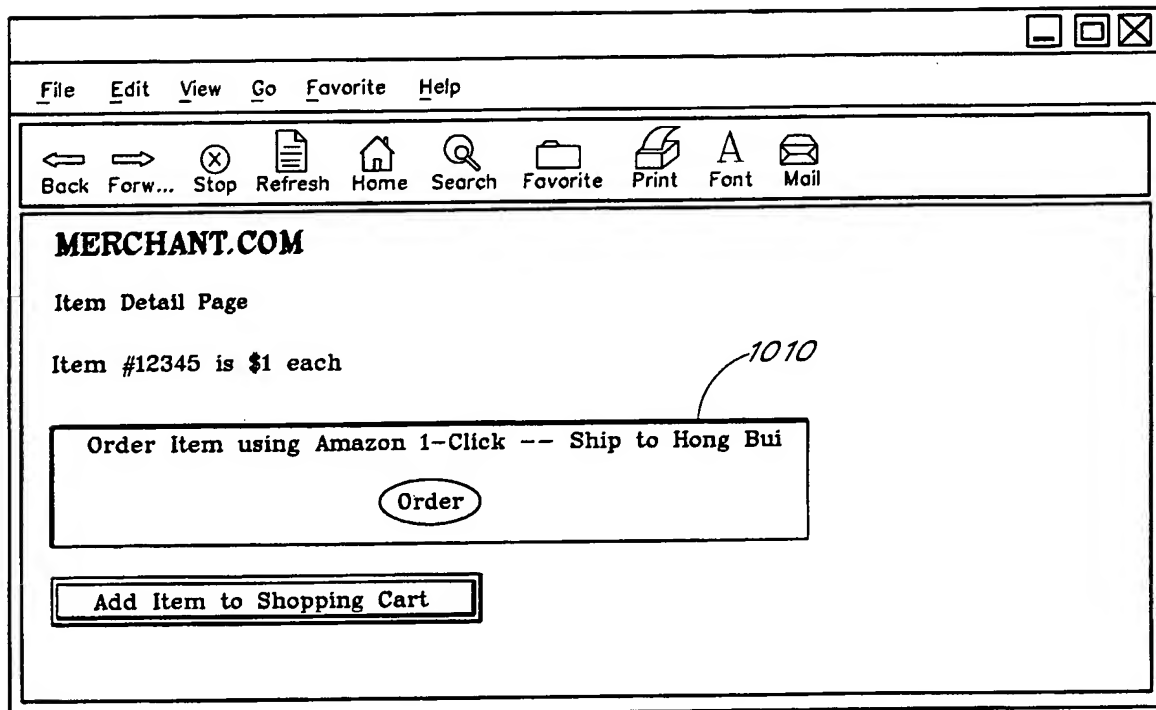 File Edit View Go Favorite Help
Back Forw... Stop Refresh Home Search Favorite Print Font Mail
MERCHANT.COM
Item Detail Page
Item #12345 is $1 each
1010
Order Item using Amazon 1-Click -- Ship to Hong Bui
Order
Add Item to Shopping Cart